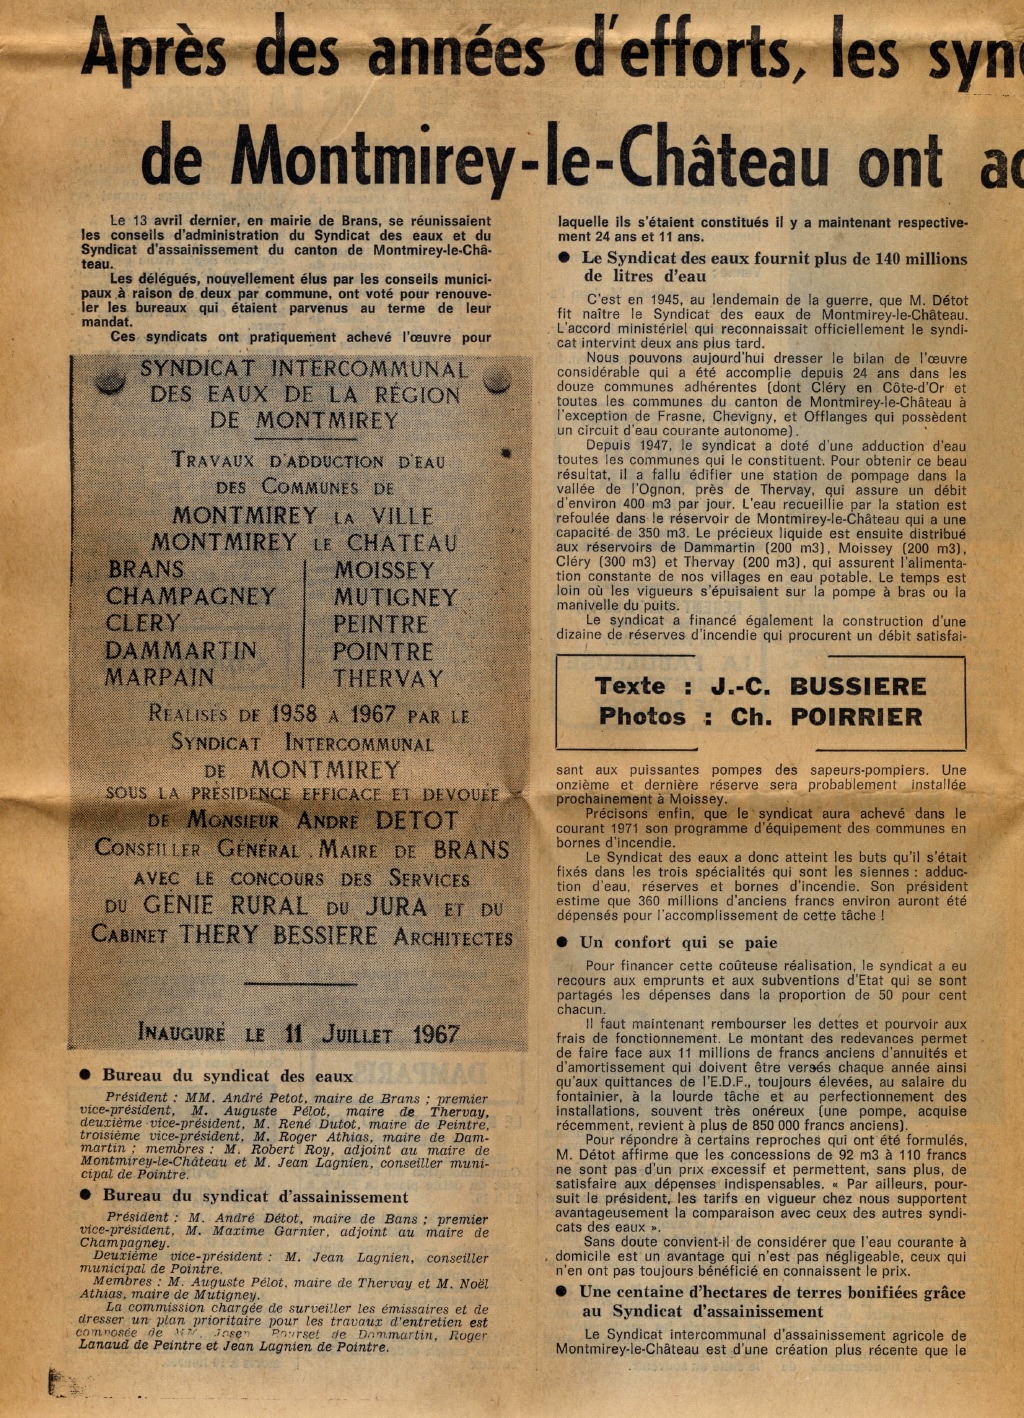 Après des années d'efforts, les syn
de Montmirey-le-Château ont ac
Le 13 avril dernier, en mairie de Brans, se réunissaient
les conseils d'administration du Syndicat des eaux et du
Syndicat d'assainissement du canton de Montmirey-le-Châ-
teau.
Les délégués, nouvellement élus par les conseils munici-
paux à raison de deux par commune, ont voté pour renouve-
ler les bureaux qui étaient parvenus au terme de leur
mandat.
Ces syndicats ont pratiquement achevé l'œuvre pour
SYNDICAT INTERCOMMUNAL
DES EAUX DE LA REGION
DE MONTMIREY
TRAVAUX D'ADDUCTION D'EAU
DES COMMUNES DE
MONTMIREY LA VILLE
MONTMIREY LE CHATEAU
BRANS
CHAMPAGNEY
CLERY
DAMMARTIN
MARPAIN
MOISSEY
MUTIGNEY
PEINTRE
POINTRE
THERVAY
REALISES DE 1958 A 1967 PAR LE
SYNDICAT INTERCOMMUNAL
DE MONTMIREY
SOUS LA PRESIDENCE EFFICACE ET DEVOUEE
DE MONSIEUR ANDRE DETOT
CONSEILLER GENERAL MAIRE DE BRANS
AVEC LE CONCOURS DES SERVICES
DU GENIE RURAL DU JURA ET DU
CABINET THERY BESSIERE ARCHITECTES
INAUGURE LE 11 JUILLET 1967
● Bureau du syndicat des eaux
Président : MM. André Petot, maire de Brans ; premier
vice-président, M. Auguste Pélot, maire de Thervay,
deuxième vice-président, M. René Dutot, maire de Peintre,
troisième vice-président, M. Roger Athias, maire de Dam-
martin ; membres : M. Robert Roy, adjoint au maire de
Montmirey-le-Château et M. Jean Lagnien, conseiller muni-
cipal de Pointre.
● Bureau du syndicat d'assainissement
Président : M. André Détot, maire de Bans ; premier
vice-président, M. Maxime Garnier, adjoint au maire de
Champagney.
Deuxième vice-président : M. Jean Lagnien, conseiller
municipal de Pointre.
Membres : M. Auguste Pélot, maire de Thervay et M. Noël
Athias, maire de Mutigney.
La commission chargée de surveiller les émissaires et de
dresser un plan prioritaire pour les travaux d'entretien est
composée de MM. Pourset de Dammartin, Roger
Lanaud de Peintre et Jean Lagnien de Pointre.
laquelle ils s'étaient constitués il y a maintenant respective-
ment 24 ans et 11 ans.
● Le Syndicat des eaux fournit plus de 140 millions
de litres d'eau
C'est en 1945, au lendemain de la guerre, que M. Détot
fit naître le Syndicat des eaux de Montmirey-le-Château.
L'accord ministériel qui reconnaissait officiellement le syndi-
cat intervint deux ans plus tard.
Nous pouvons aujourd'hui dresser le bilan de l'œuvre
considérable qui a été accomplie depuis 24 ans dans les
douze communes adhérentes (dont Cléry en Côte-d'Or et
toutes les communes du canton de Montmirey-le-Château à
l'exception de Frasne, Chevigny, et Offlanges qui possèdent
un circuit d'eau courante autonome).
Depuis 1947, le syndicat a doté d'une adduction d'eau
toutes les communes qui le constituent. Pour obtenir ce beau
résultat, il a fallu édifier une station de pompage dans la
vallée de l'Ognon, près de Thervay, qui assure un débit
d'environ 400 m3 par jour. L'eau recueillie par la station est
refoulée dans le réservoir de Montmirey-le-Château qui a une
capacité de 350 m3. Le précieux liquide est ensuite distribué
aux réservoirs de Dammartin (200 m3), Moissey (200 m3),
Cléry (300 m3) et Thervay (200 m3), qui assurent l'alimenta-
tion constante de nos villages en eau potable. Le temps est
loin où les vigueurs s'épuisaient sur la pompe à bras ou la
manivelle du puits.
Le syndicat a financé également la construction d'une
dizaine de réserves d'incendie qui procurent un débit satisfai-
Texte : J.-C. BUSSIERE
Photos : Ch. POIRRIER
sant aux puissantes pompes des sapeurs-pompiers. Une
onzième et dernière réserve sera probablement installée
prochainement à Moissey.
Précisons enfin, que le syndicat aura achevé dans le
courant 1971 son programme d'équipement des communes en
bornes d'incendie.
Le Syndicat des eaux a donc atteint les buts qu'il s'était
fixés dans les trois spécialités qui sont les siennes : adduc-
tion d'eau, réserves et bornes d'incendie. Son président
estime que 360 millions d'anciens francs environ auront été
dépensés pour l'accomplissement de cette tâche !
● Un confort qui se paie
Pour financer cette coûteuse réalisation, le syndicat a eu
recours aux emprunts et aux subventions d'Etat qui se sont
partagés les dépenses dans la proportion de 50 pour cent
chacun.
Il faut maintenant rembourser les dettes et pourvoir aux
frais de fonctionnement. Le montant des redevances permet
de faire face aux 11 millions de francs anciens d'annuités et
d'amortissement qui doivent être versés chaque année ainsi
qu'aux quittances de l'E.D.F., toujours élevées, au salaire du
fontainier, à la lourde tâche et au perfectionnement des
installations, souvent très onéreux (une pompe, acquise
récemment, revient à plus de 850 000 francs anciens).
Pour répondre à certains reproches qui ont été formulés,
M. Détot affirme que les concessions de 92 m3 à 110 francs
ne sont pas d'un prix excessif et permettent, sans plus, de
satisfaire aux dépenses indispensables. « Par ailleurs, pour-
suit le président, les tarifs en vigueur chez nous supportent
avantageusement la comparaison avec ceux des autres syndi-
cats des eaux ».
Sans doute convient-il de considérer que l'eau courante à
domicile est un avantage qui n'est pas négligeable, ceux qui
n'en ont pas toujours bénéficié en connaissent le prix.
● Une centaine d'hectares de terres bonifiées grâce
au Syndicat d'assainissement
Le Syndicat intercommunal d'assainissement agricole de
Montmirey-le-Château est d'une création plus récente que le